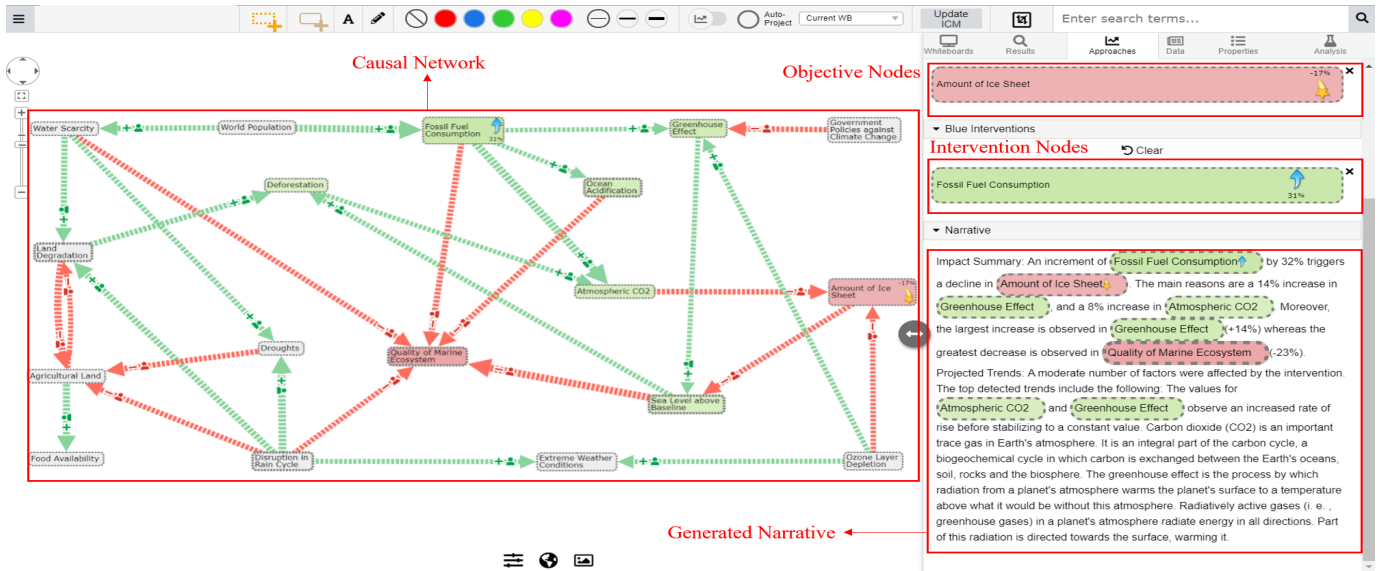 A
Auto-
Project
Current WB
Update
ICM
Enter search terms...
Whiteboards
Results
Approaches
Data
Properties
Analysis
Causal Network
Objective Nodes
Amount of Ice Sheet
-17%
Blue Interventions
Intervention Nodes
Clear
Fossil Fuel Consumption
31%
Narrative
Impact Summary: An increment of Fossil Fuel Consumption by 32% triggers
a decline in Amount of Ice Sheet . The main reasons are a 14% increase in
Greenhouse Effect , and a 8% increase in Atmospheric CO2 . Moreover,
the largest increase is observed in Greenhouse Effect (+14%) whereas the
greatest decrease is observed in Quality of Marine Ecosystem (-23%).
Projected Trends: A moderate number of factors were affected by the intervention.
The top detected trends include the following: The values for
Atmospheric CO2 and Greenhouse Effect observe an increased rate of
rise before stabilizing to a constant value. Carbon dioxide (CO2) is an important
trace gas in Earth's atmosphere. It is an integral part of the carbon cycle, a
biogeochemical cycle in which carbon is exchanged between the Earth's oceans,
soil, rocks and the biosphere. The greenhouse effect is the process by which
radiation from a planet's atmosphere warms the planet's surface to a temperature
above what it would be without this atmosphere. Radiatively active gases (i. e. ,
greenhouse gases) in a planet's atmosphere radiate energy in all directions. Part
of this radiation is directed towards the surface, warming it.
Generated Narrative
Water Scarcity
World Population
Fossil Fuel
Consumption
31%
Greenhouse
Effect
Government
Policies against
Climate Change
Deforestation
Ocean
Acidification
Land
Degradation
Atmospheric CO2
Amount of Ice
Sheet
-17%
Droughts
Quality of Marine
Ecosystem
Agricultural Land
Sea Level above
Baseline
Food Availability
Disruption in
Rain Cycle
Extreme Weather
Conditions
Ozone Layer
Depletion